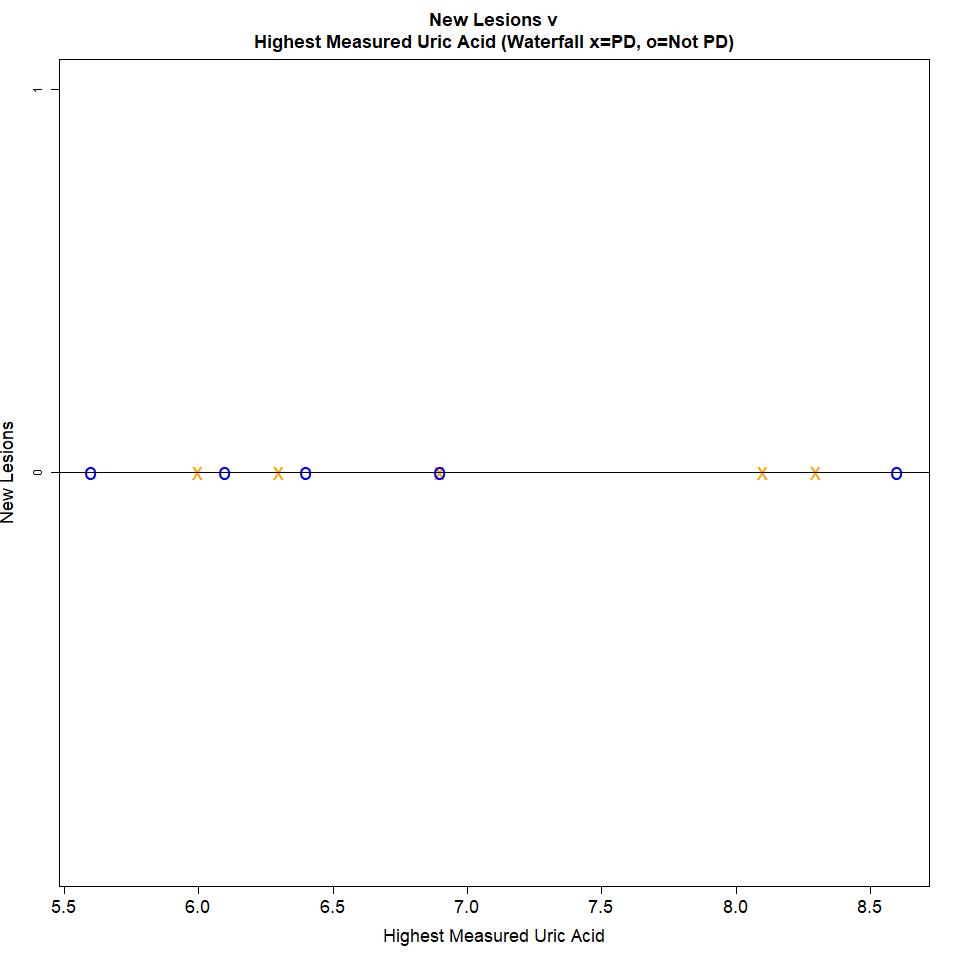 New Lesions v
Highest Measured Uric Acid (Waterfall x=PD, o=Not PD)
1
New Lesions
0
o x o x o x o x x o
5.5 6.0 6.5 7.0 7.5 8.0 8.5
Highest Measured Uric Acid